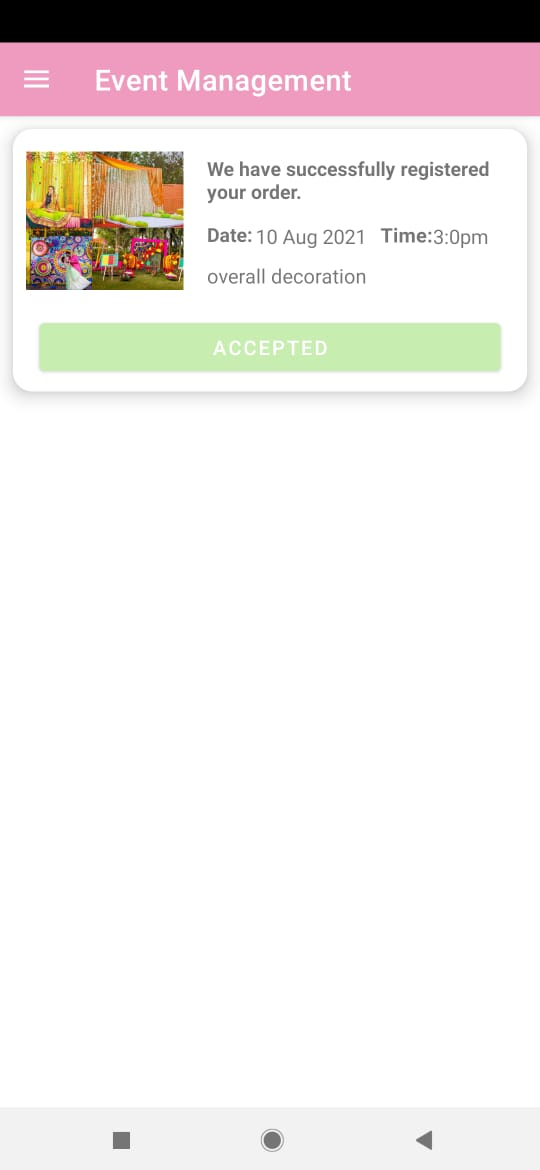 Event Management
We have successfully registered
your order.
Date: 10 Aug 2021 Time:3:0pm
overall decoration
ACCEPTED